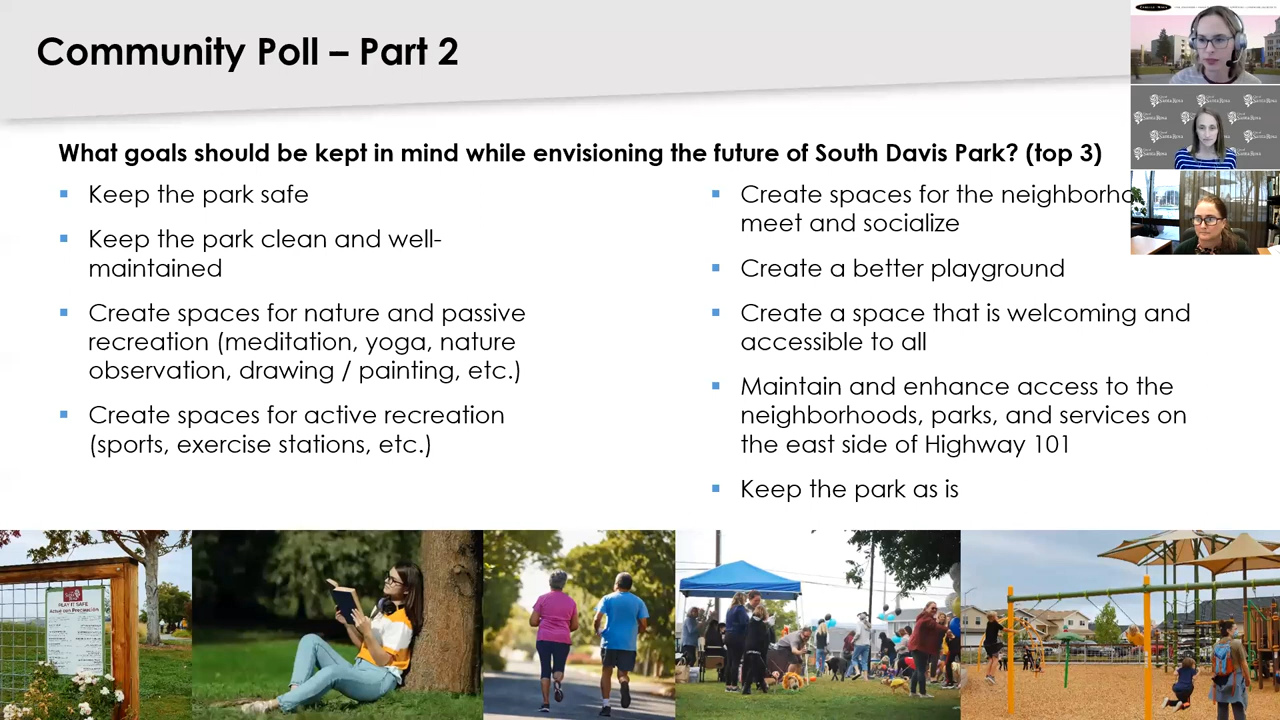 Community Poll – Part 2
What goals should be kept in mind while envisioning the future of South Davis Park? (top 3)
Keep the park safe
Keep the park clean and well-
maintained
Create spaces for nature and passive
recreation (meditation, yoga, nature
observation, drawing / painting, etc.)
Create spaces for active recreation
(sports, exercise stations, etc.)
Create spaces for the
meet and socialize
Create a better playground
Create a space that is welcoming and
accessible to all
Maintain and enhance access to the
neighborhoods, parks, and services on
the east side of Highway 101
Keep the park as is
PLAY IT SAFE